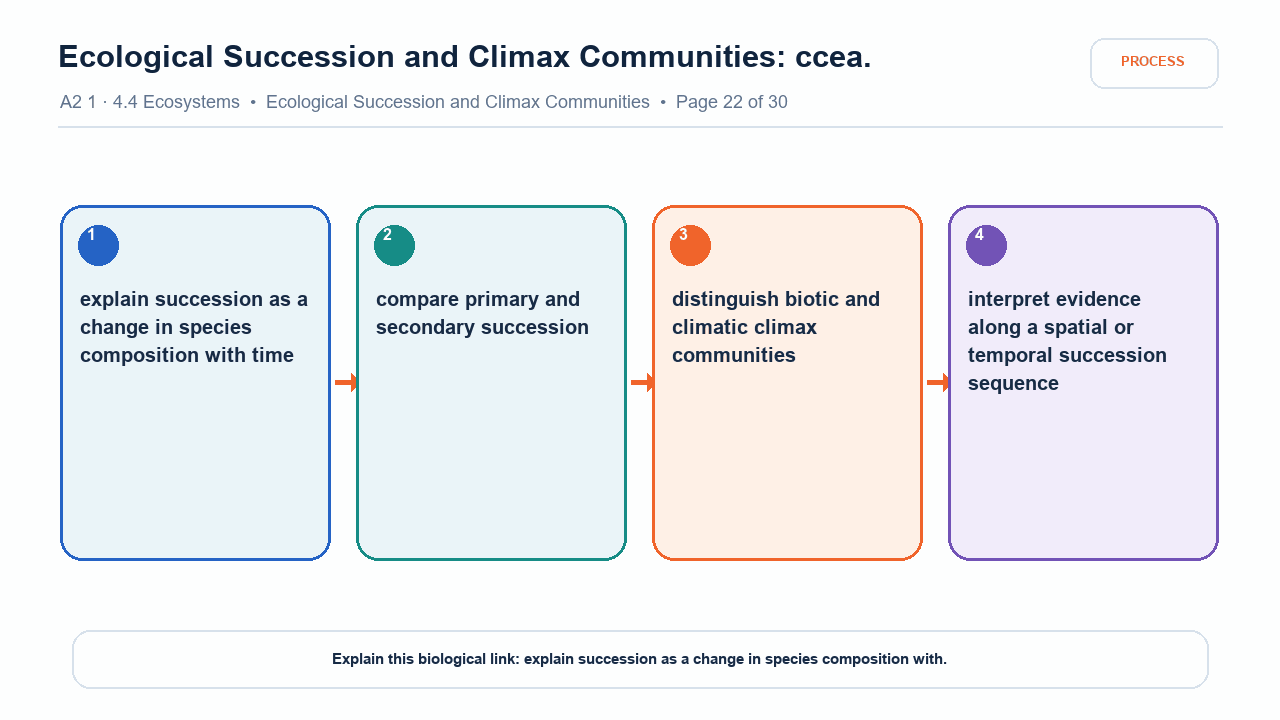 Ecological Succession and Climax Communities: ccea.
PROCESS
A2 1 · 4.4 Ecosystems • Ecological Succession and Climax Communities • Page 22 of 30
1
explain succession as a
change in species
composition with time
2
compare primary and
secondary succession
3
distinguish biotic and
climatic climax
communities
4
interpret evidence
along a spatial or
temporal succession
sequence
Explain this biological link: explain succession as a change in species composition with.